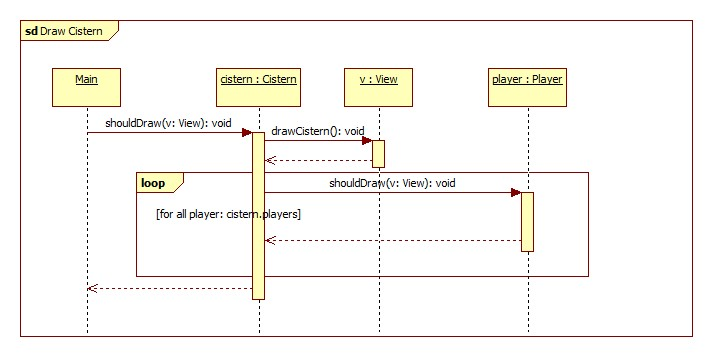 sd Draw Cistern
Main
cistern : Cistern
v : View
player : Player
shouldDraw(v: View): void
drawCistern(): void
loop
shouldDraw(v: View): void
[for all player: cistern.players]